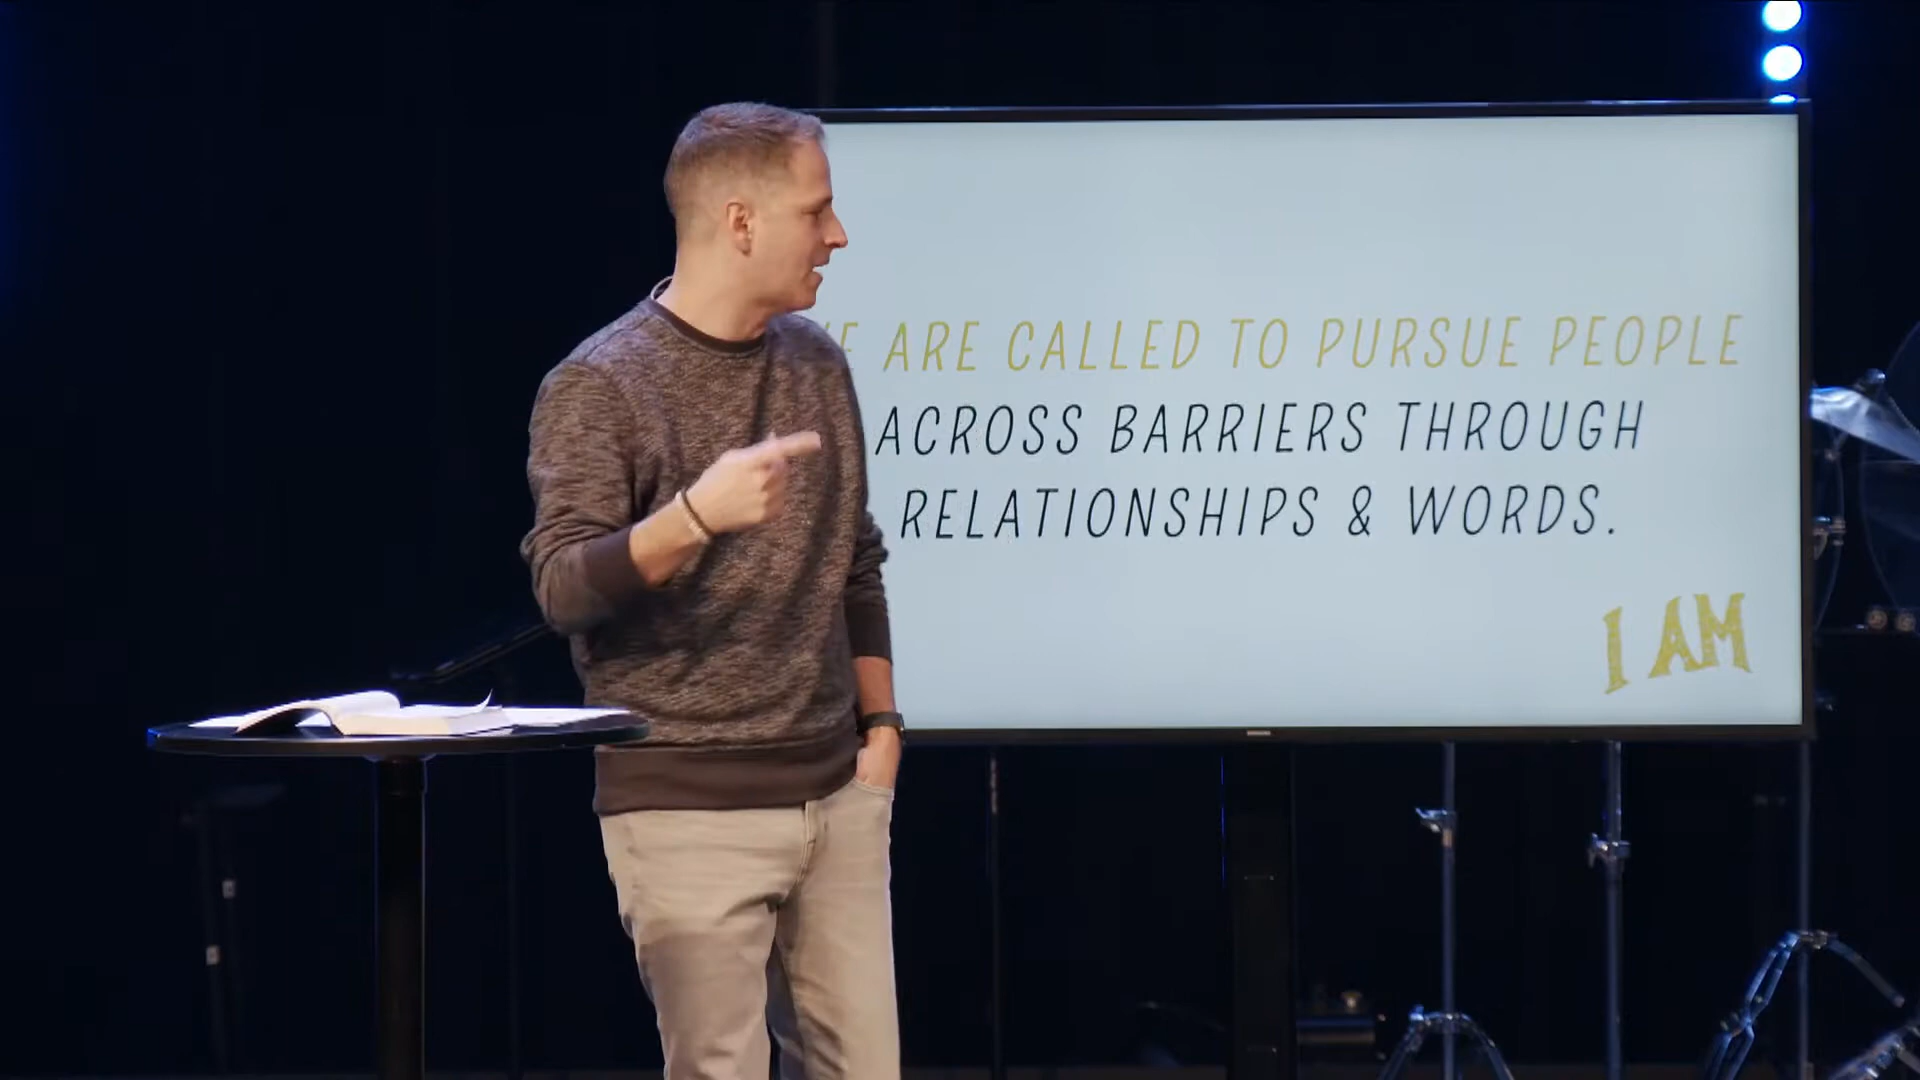 ARE CALLED TO PURSUE PEOPLE
ACROSS BARRIERS THROUGH
RELATIONSHIPS & WORDS.
I AM